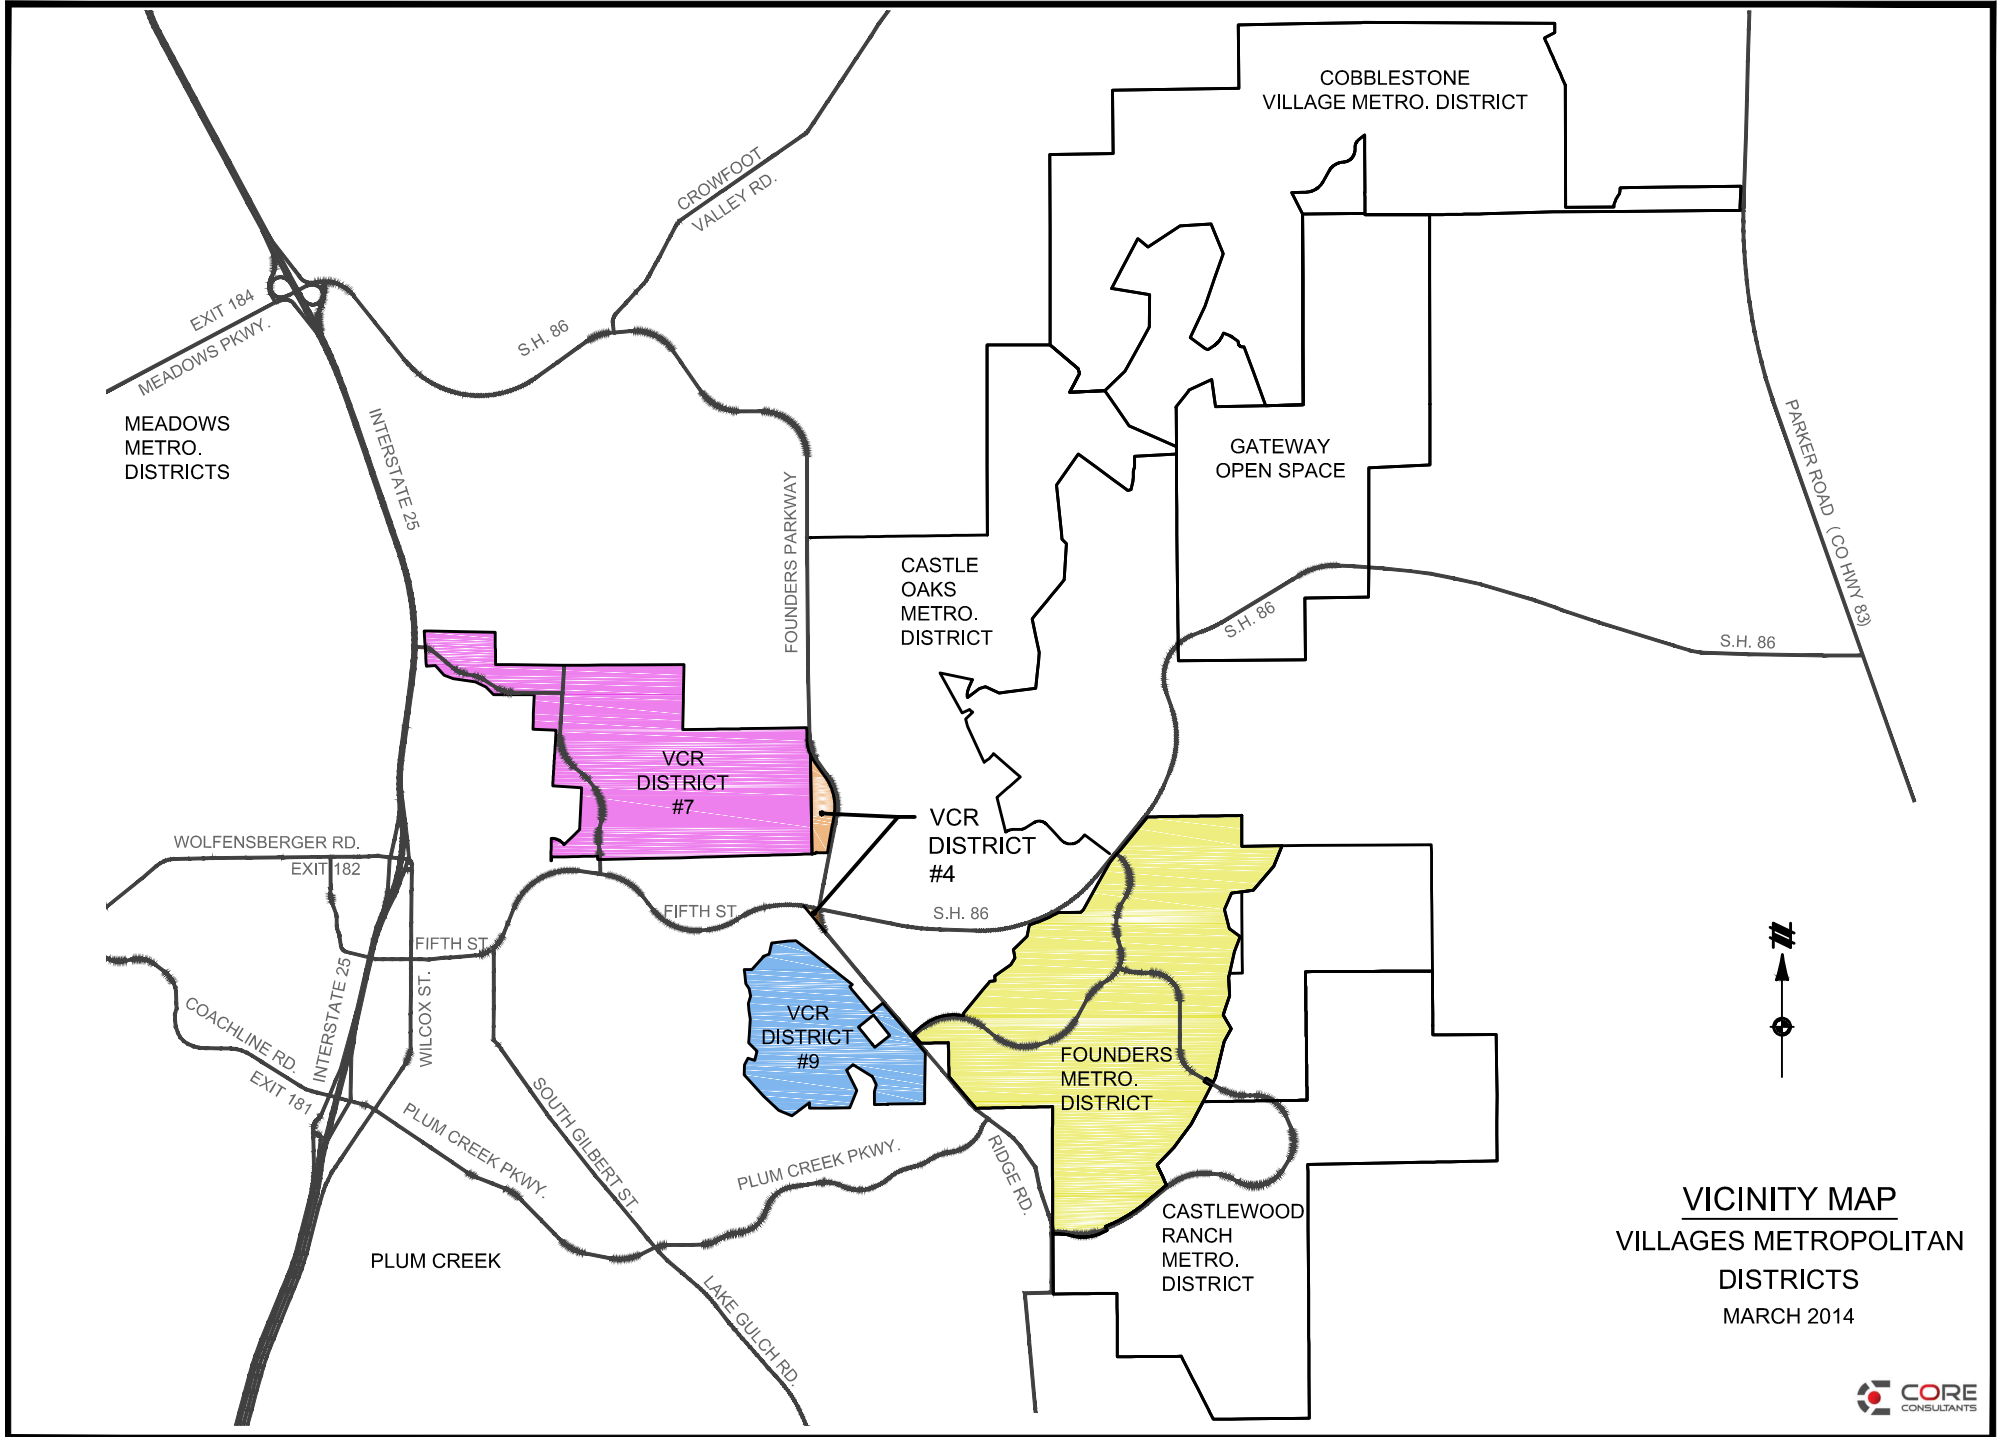 COBBLESTONE
VILLAGE METRO. DISTRICT
CROWFOOT
VALLEY RD.
EXIT 184
MEADOWS PKWY.
S.H. 86
MEADOWS
METRO.
DISTRICTS
INTERSTATE 25
GATEWAY
OPEN SPACE
PARKER ROAD ( CO HWY 83)
FOUNDERS PARKWAY
CASTLE
OAKS
METRO.
DISTRICT
S.H. 86
S.H. 86
VCR
DISTRICT
#7
VCR
DISTRICT
#4
WOLFENSBERGER RD.
EXIT 182
FIFTH ST.
S.H. 86
FIFTH ST.
INTERSTATE 25
WILCOX ST.
COACHLINE RD.
EXIT 181
VCR
DISTRICT
#9
FOUNDERS
METRO.
DISTRICT
PLUM CREEK PKWY.
SOUTH GILBERT ST.
PLUM CREEK PKWY.
RIDGE RD.
CASTLEWOOD
RANCH
METRO.
DISTRICT
PLUM CREEK
LAKE GULCH RD.
N
VICINITY MAP
VILLAGES METROPOLITAN
DISTRICTS
MARCH 2014
CORE
CONSULTANTS